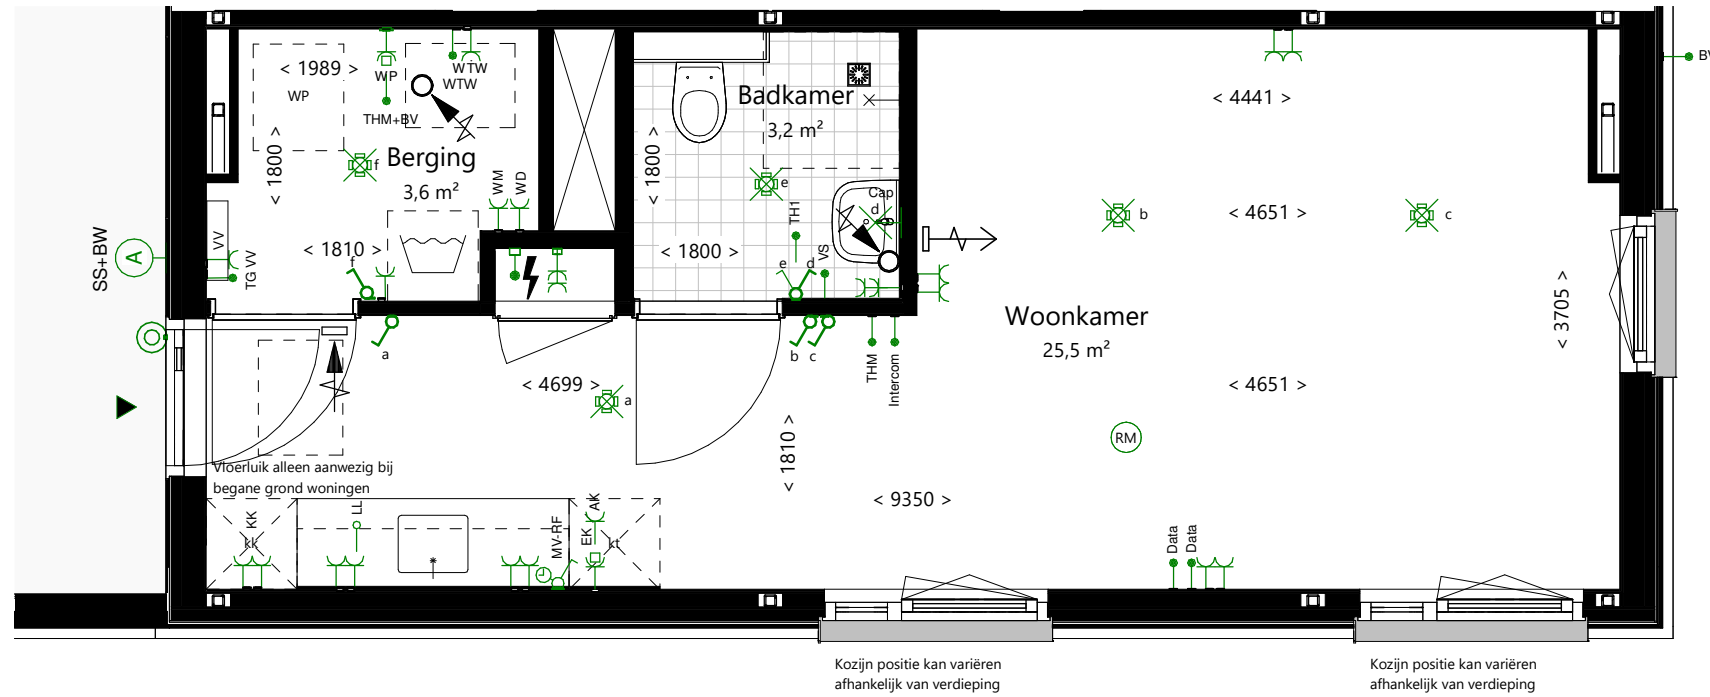 < 1989 >
WP
WP
WTW
WTW
THM+BV
< 1800 >
f
Berging
3,6 m²
WM
WD
VV
TG VV
< 1810 >
f
SS+BW
A
a
Badkamer
3,2 m²
< 1800 >
e
TH1
Cap
d
< 1800 >
e
d
VS
b
c
THM
Intercom
< 4441 >
b
< 4651 >
c
Woonkamer
25,5 m²
< 3705 >
< 4651 >
BV
< 4699 >
a
< 1810 >
RM
Vloerluik alleen aanwezig bij
begane grond woningen
< 9350 >
KK
kk
LL
MV-RF
EK
AK
kt
Data
Data
Kozijn positie kan variëren
afhankelijk van verdieping
Kozijn positie kan variëren
afhankelijk van verdieping